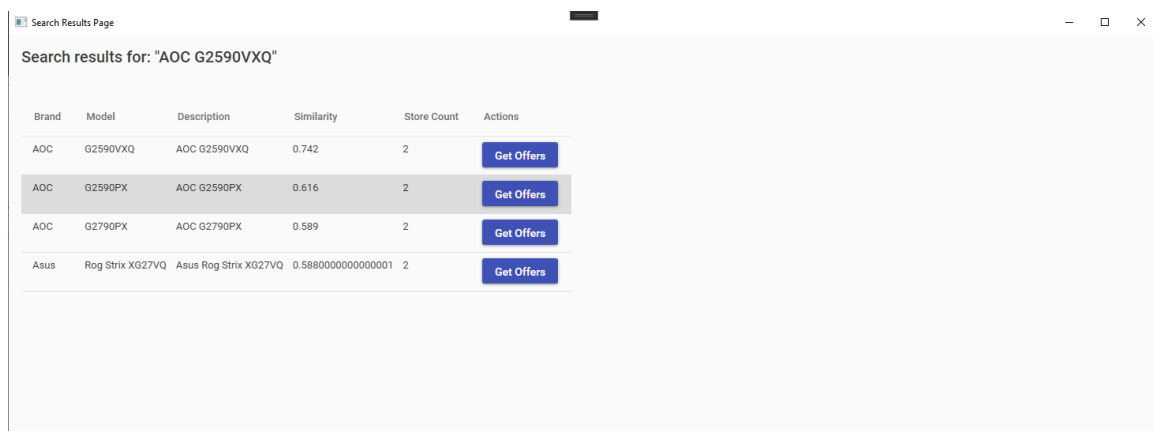 Search Results Page
Search results for: "AOC G2590VXQ"
Brand Model Description Similarity Store Count Actions
AOC G2590VXQ AOC G2590VXQ 0.742 2 Get Offers
AOC G2590PX AOC G2590PX 0.616 2 Get Offers
AOC G2790PX AOC G2790PX 0.589 2 Get Offers
Asus Rog Strix XG27VQ Asus Rog Strix XG27VQ 0.5880000000000001 2 Get Offers